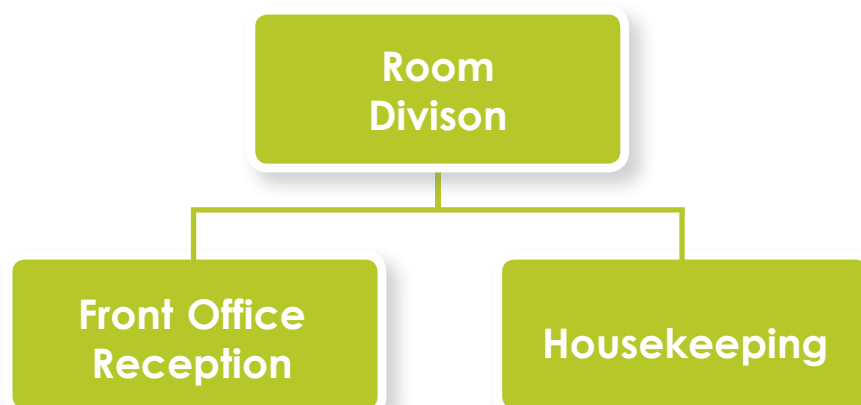 Room
Divison
Front Office
Reception
Housekeeping